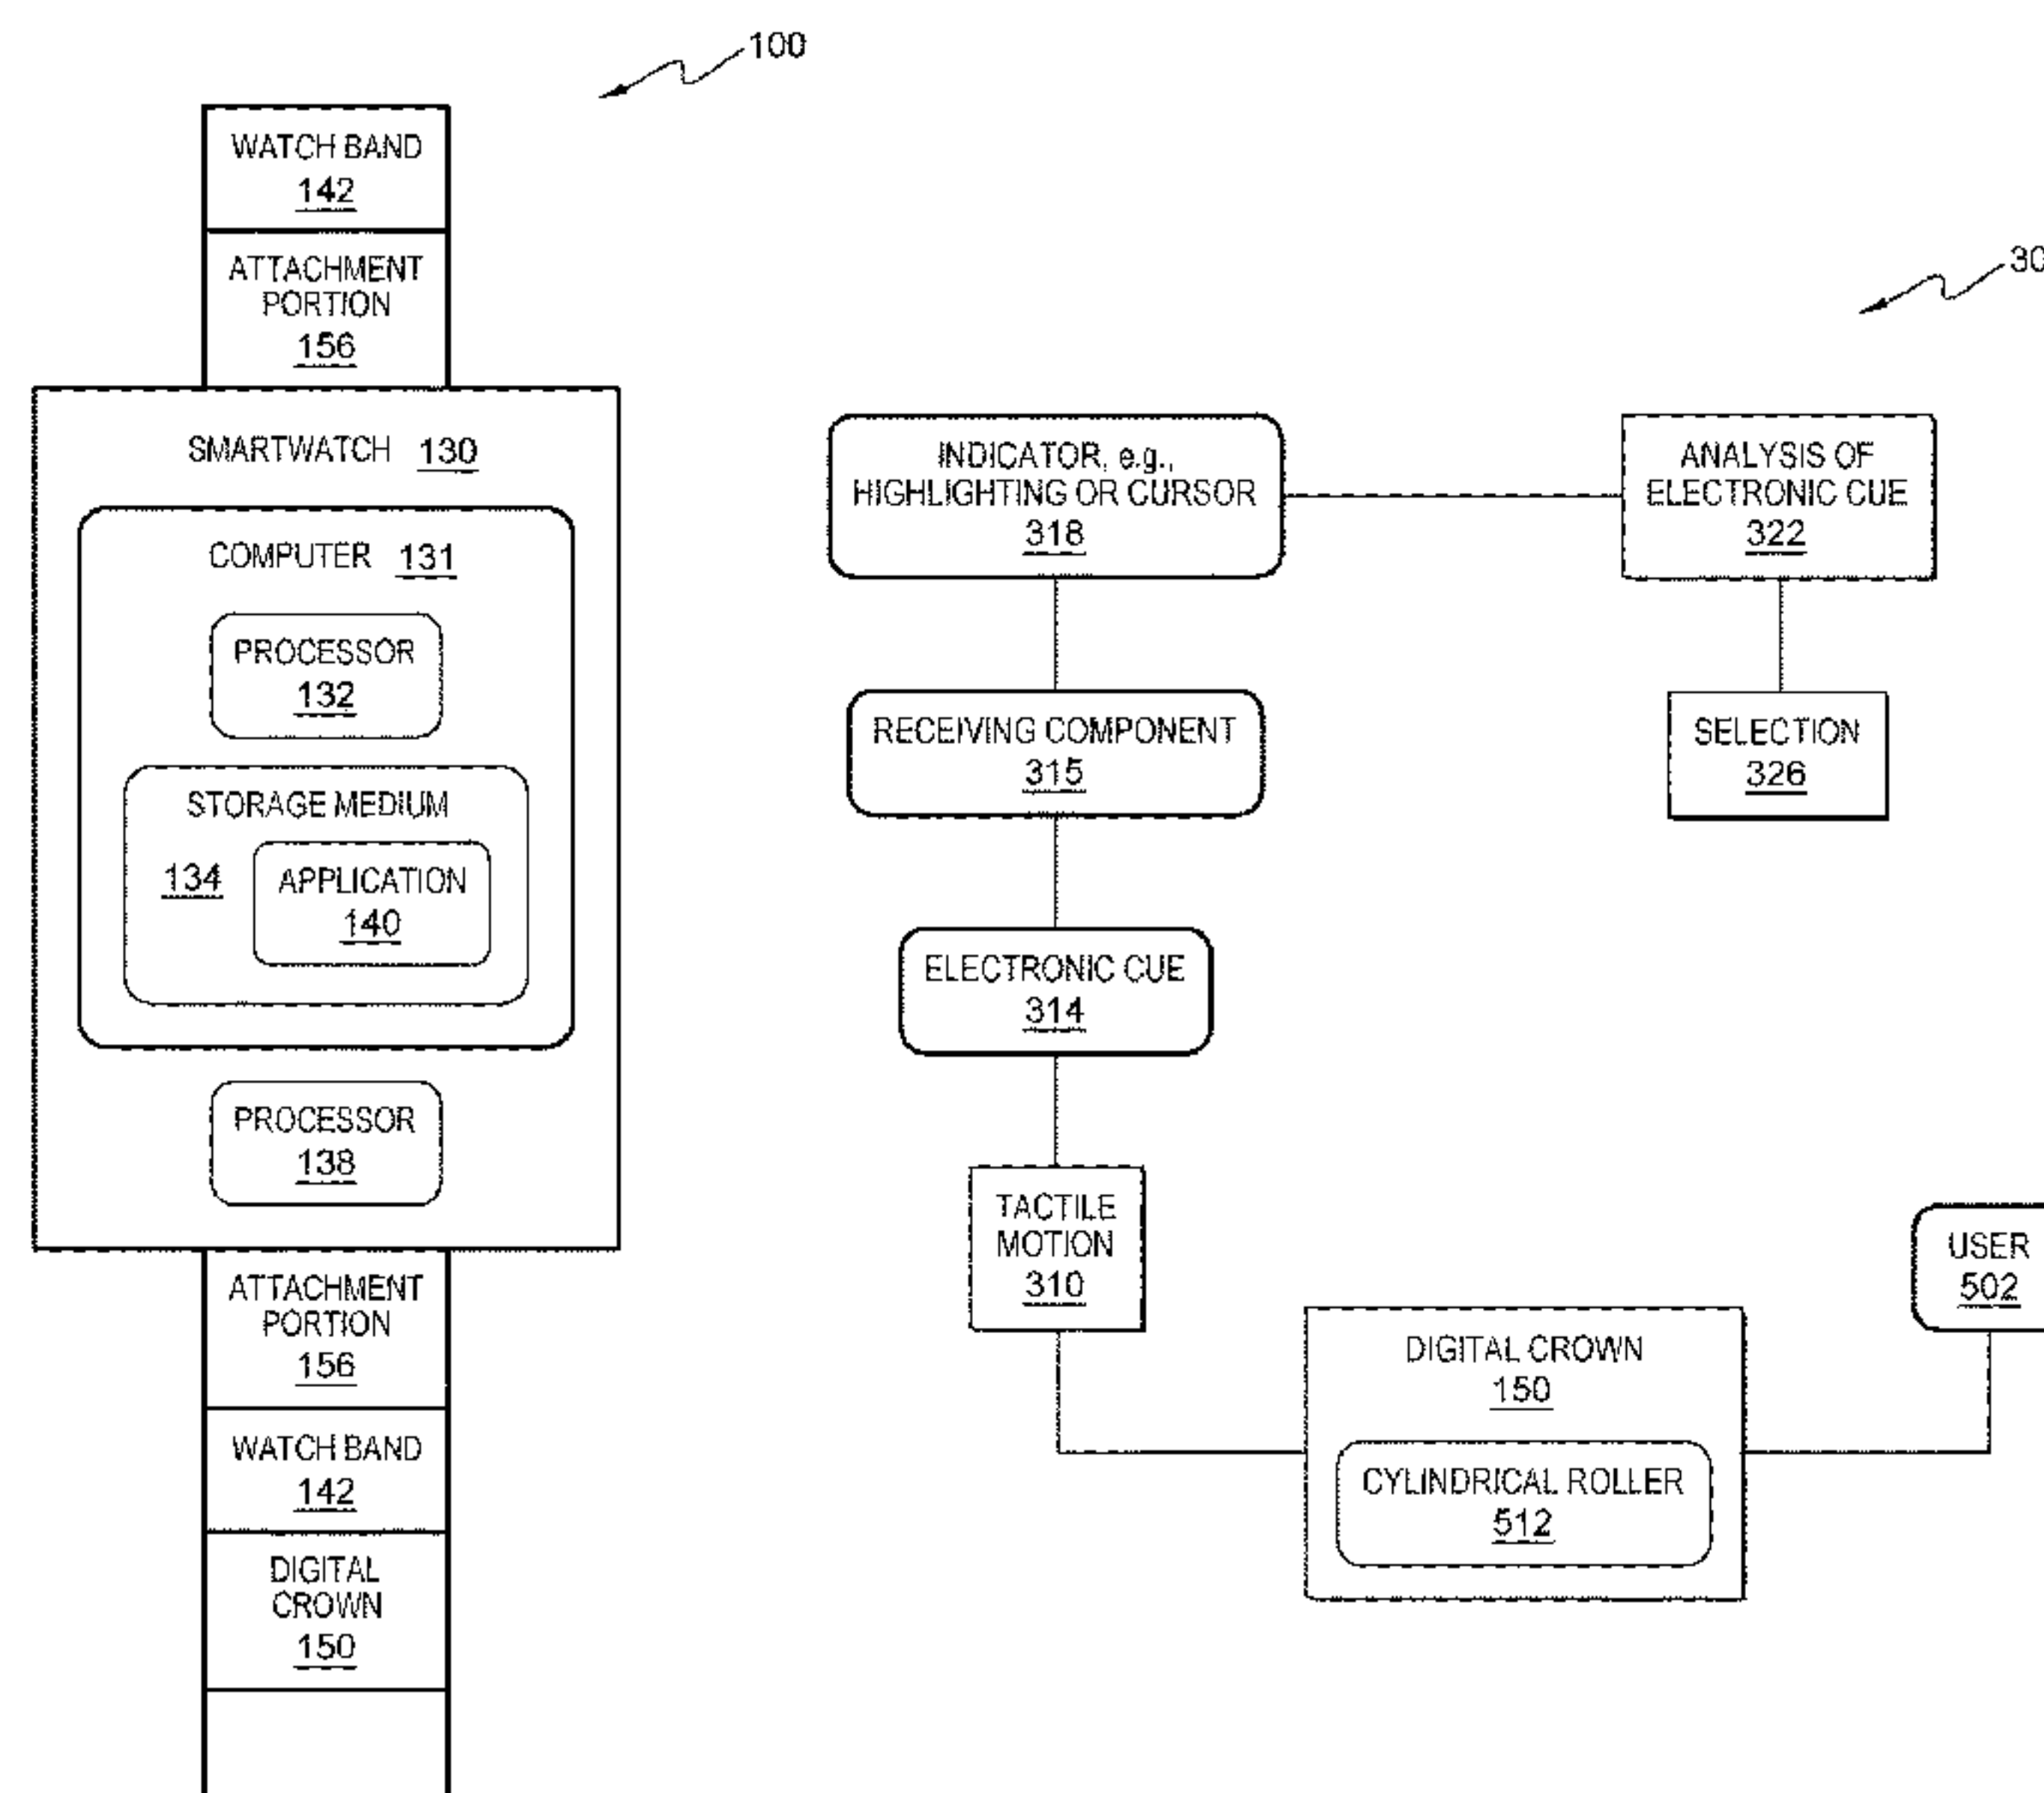 100
WATCH BAND
142
ATTACHMENT
PORTION
156
SMARTWATCH 130
COMPUTER 131
PROCESSOR
132
STORAGE MEDIUM
134
APPLICATION
140
PROCESSOR
138
ATTACHMENT
PORTION
156
WATCH BAND
142
DIGITAL
CROWN
150
30
INDICATOR, e.g.,
HIGHLIGHTING OR CURSOR
318
ANALYSIS OF
ELECTRONIC CUE
322
RECEIVING COMPONENT
315
SELECTION
326
ELECTRONIC CUE
314
TACTILE
MOTION
310
USER
502
DIGITAL CROWN
150
CYLINDRICAL ROLLER
512